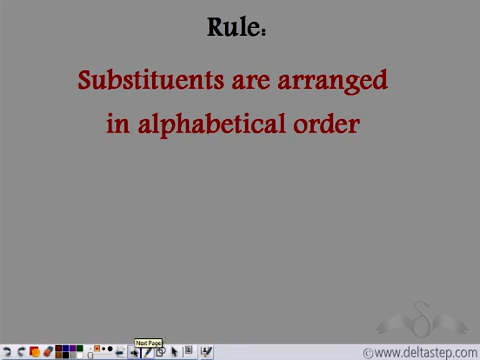 Rule:
Substituents are arranged
in alphabetical order
Next Page
©www.deltastep.com